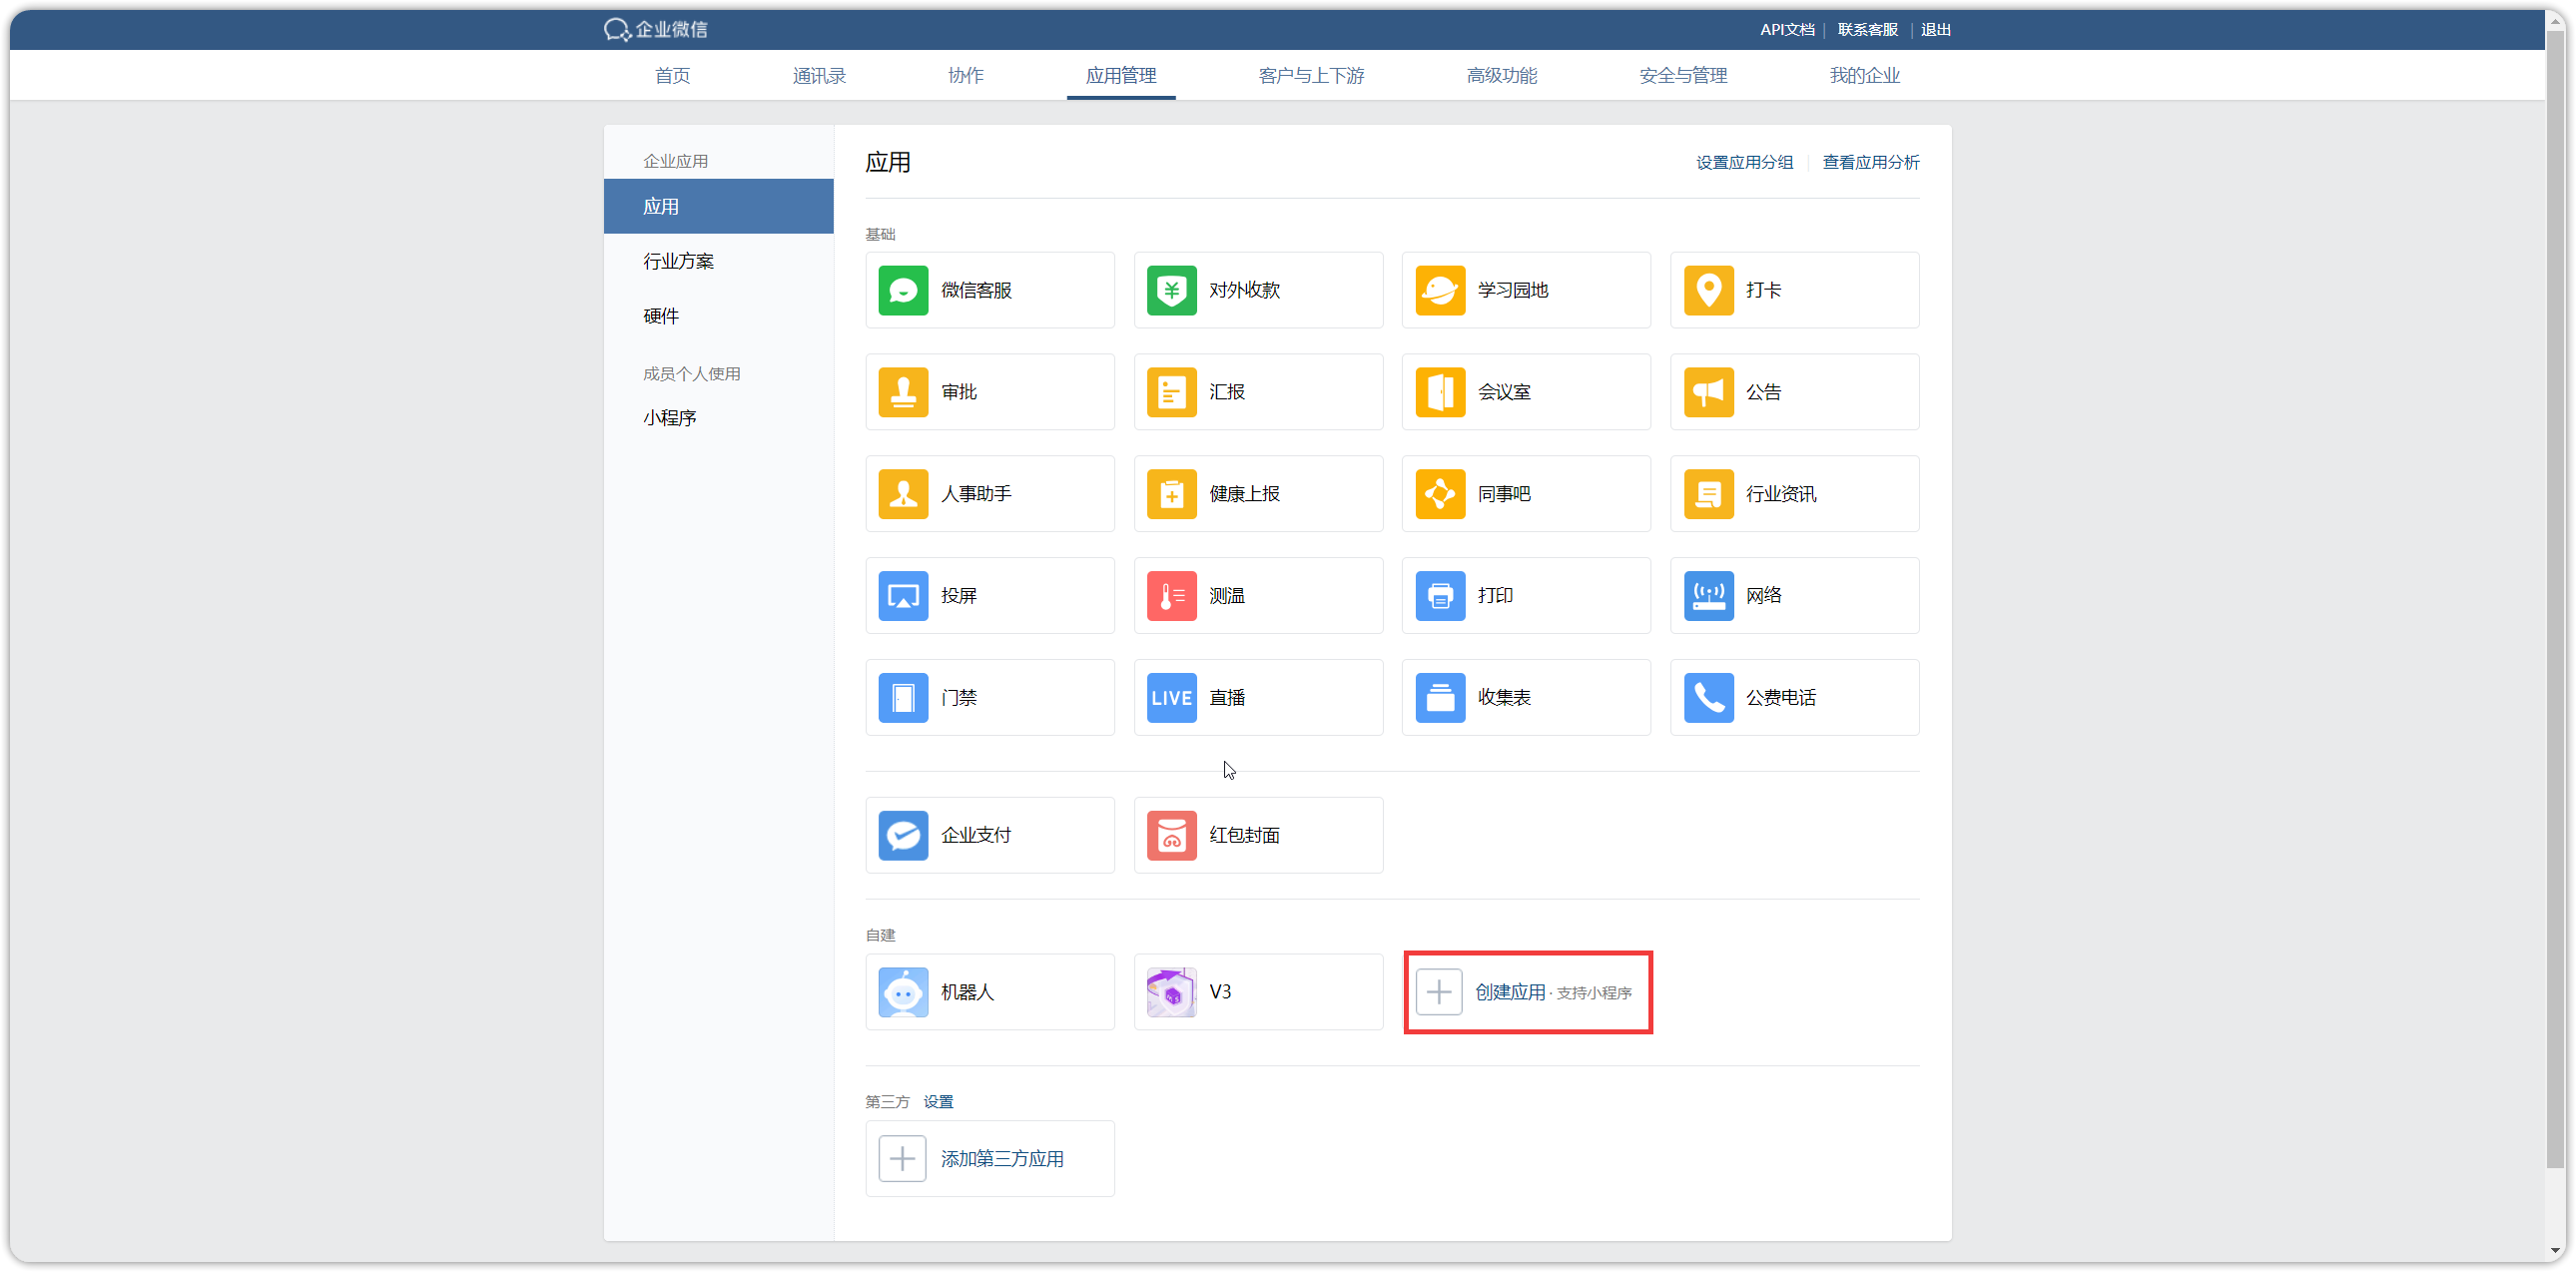 企业微信
API文档 | 联系客服 | 退出
首页 通讯录 协作 应用管理 客户与上下游 高级功能 安全与管理 我的企业
企业应用
应用
行业方案
硬件
成员个人使用
小程序
应用
设置应用分组 查看应用分析
基础
微信客服 对外收款 学习园地 打卡
审批 汇报 会议室 公告
人事助手 健康上报 同事吧 行业资讯
投屏 测温 打印 网络
门禁 LIVE 直播 收集表 公费电话
企业支付 红包封面
自建
机器人 V3 创建应用 · 支持小程序
第三方 设置
添加第三方应用